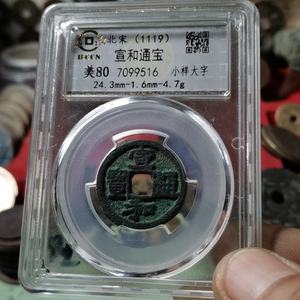 北宋（1119）
宣和通宝
美80 7099516 小样大字
24.3mm-1.6mm-4.7g
宣
寳 通
和